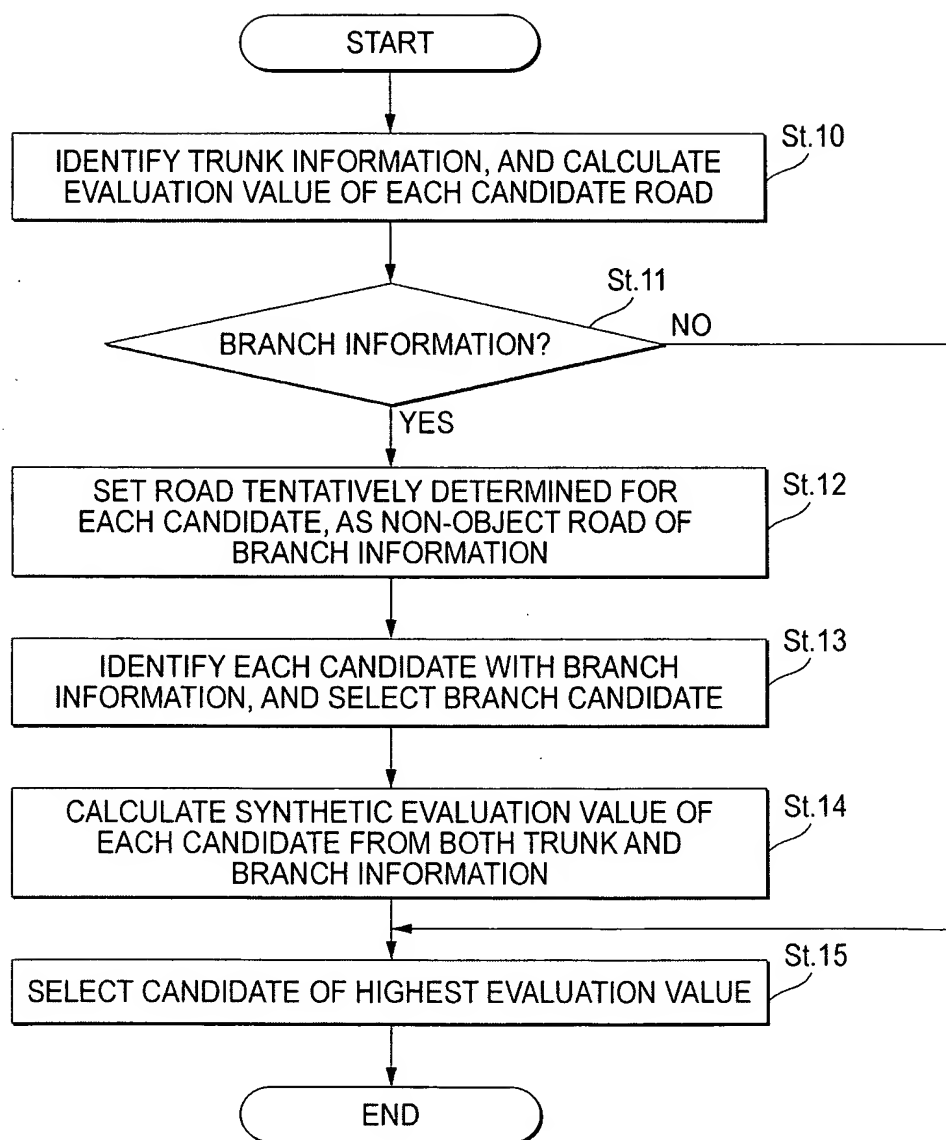 START
St.10
IDENTIFY TRUNK INFORMATION, AND CALCULATE
EVALUATION VALUE OF EACH CANDIDATE ROAD
St.11
BRANCH INFORMATION?
NO
YES
St.12
SET ROAD TENTATIVELY DETERMINED FOR
EACH CANDIDATE, AS NON-OBJECT ROAD OF
BRANCH INFORMATION
St.13
IDENTIFY EACH CANDIDATE WITH BRANCH
INFORMATION, AND SELECT BRANCH CANDIDATE
St.14
CALCULATE SYNTHETIC EVALUATION VALUE OF
EACH CANDIDATE FROM BOTH TRUNK AND
BRANCH INFORMATION
St.15
SELECT CANDIDATE OF HIGHEST EVALUATION VALUE
END